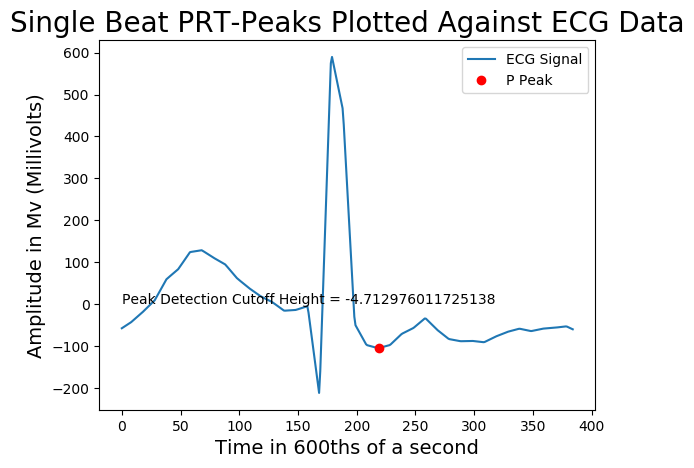 Single Beat PRT-Peaks Plotted Against ECG Data
600
500
400
300
200
100
0
−100
−200
Amplitude in Mv (Millivolts)
ECG Signal
P Peak
Peak Detection Cutoff Height = -4.712976011725138
0 50 100 150 200 250 300 350 400
Time in 600ths of a second